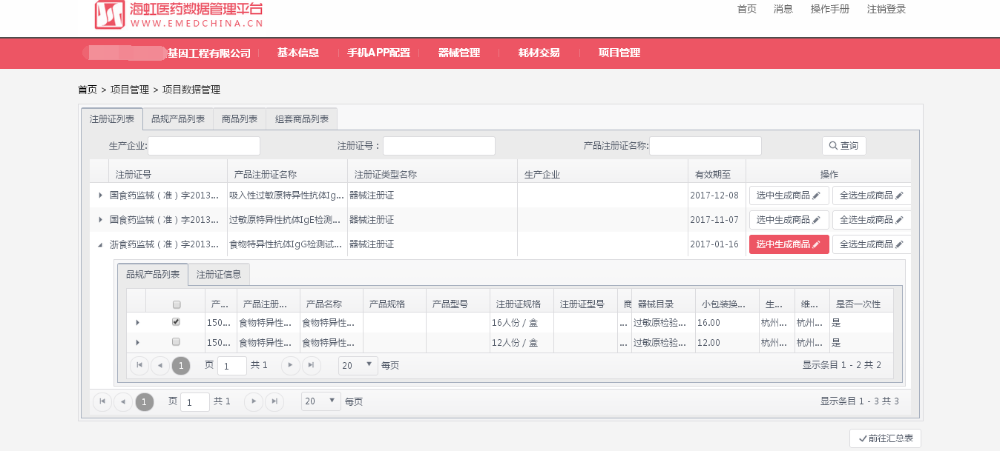 海虹医药数据管理平台 首页 消息 操作手册 注销登录
WWW.EMEDCHINA.CN
基因工程有限公司 基本信息 手机APP配置 器械管理 耗材交易 项目管理
首页 > 项目管理 > 项目数据管理
注册证列表 品规产品列表 商品列表 组套商品列表
生产企业: 注册证号： 产品注册证名称: 查询
注册证号 产品注册证名称 注册证类型名称 生产企业 有效期至 操作
国食药监械（准）字2013... 吸入性过敏原特异性抗体Ig... 器械注册证 2017-12-08 选中生成商品 全选生成商品
国食药监械（准）字2013... 过敏原特异性抗体IgE检测... 器械注册证 2017-11-07 选中生成商品 全选生成商品
浙食药监械（准）字2013... 食物特异性抗体IgG检测试... 器械注册证 2017-01-16 选中生成商品 全选生成商品
品规产品列表 注册证信息
产... 产品注册... 产品名称 产品规格 产品型号 注册证规格 注册证型号 商 器械目录 小包装换... 生... 维... 是否一次性
150... 食物特异性... 食物特异性... 16人份／盒 ... 过敏原检验... 16.00 杭州... 杭州... 是
150... 食物特异性... 食物特异性... 12人份／盒 ... 过敏原检验... 12.00 杭州... 杭州... 是
1 页 1 共 1 20 每页 显示条目 1 - 2 共 2
1 页 1 共 1 20 每页 显示条目 1 - 3 共 3
前往汇总表